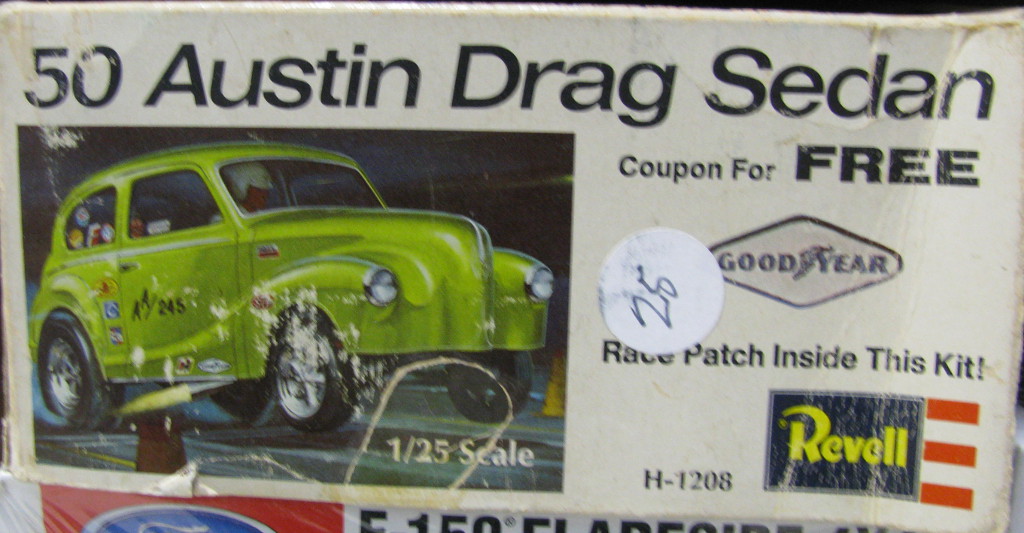 50 Austin Drag Sedan
Coupon For FREE
GOODYEAR
25
Race Patch Inside This Kit!
A/245
1/25 Scale
H-1208
Revell
F-150